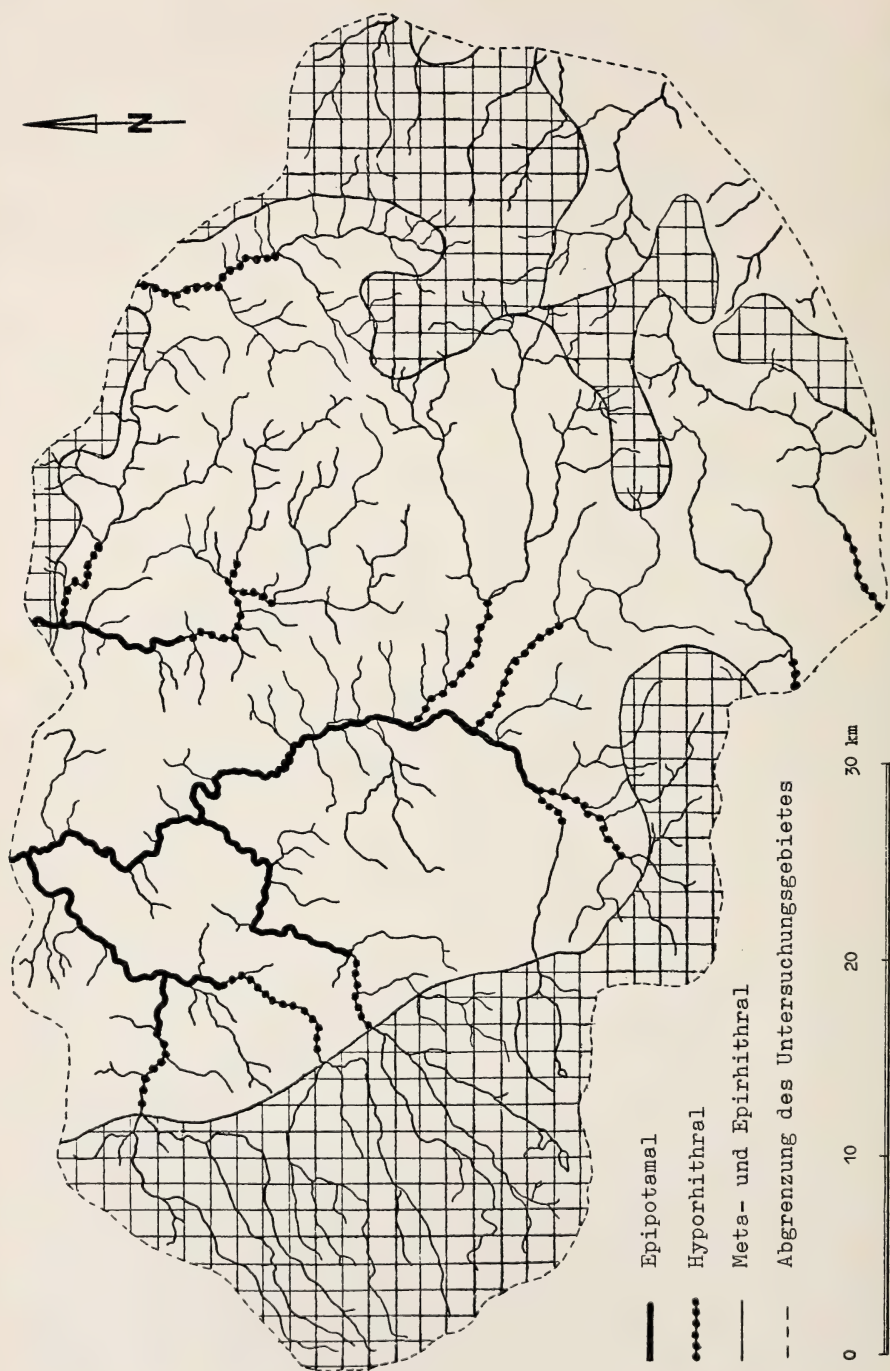 N
Epipotamal
Hyporhithral
Meta- und Epirhithral
Abgrenzung des Untersuchungsgebietes
0 10 20 30 km